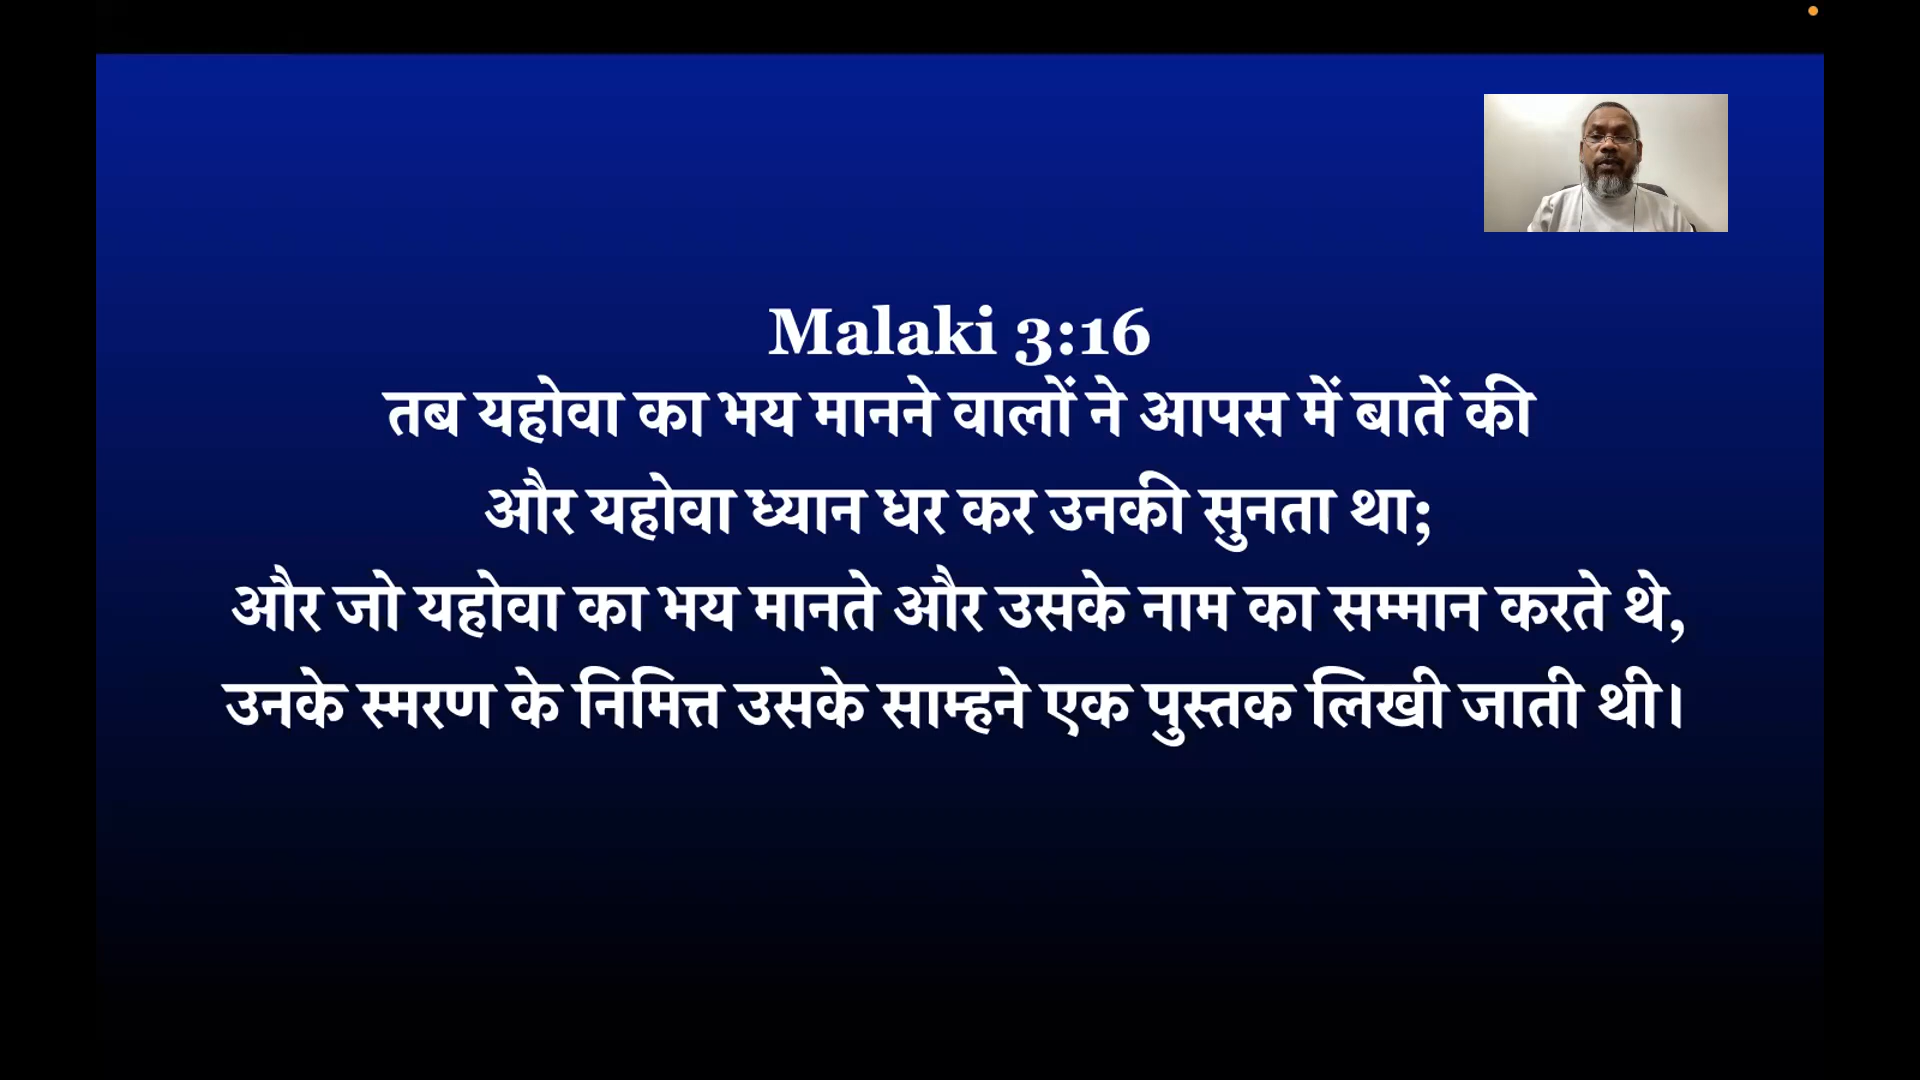 Malaki 3:16
तब यहोवा का भय मानने वालों ने आपस में बातें की
और यहोवा ध्यान धर कर उनकी सुनता था;
और जो यहोवा का भय मानते और उसके नाम का सम्मान करते थे,
उनके स्मरण के निमित्त उसके साम्हने एक पुस्तक लिखी जाती थी।